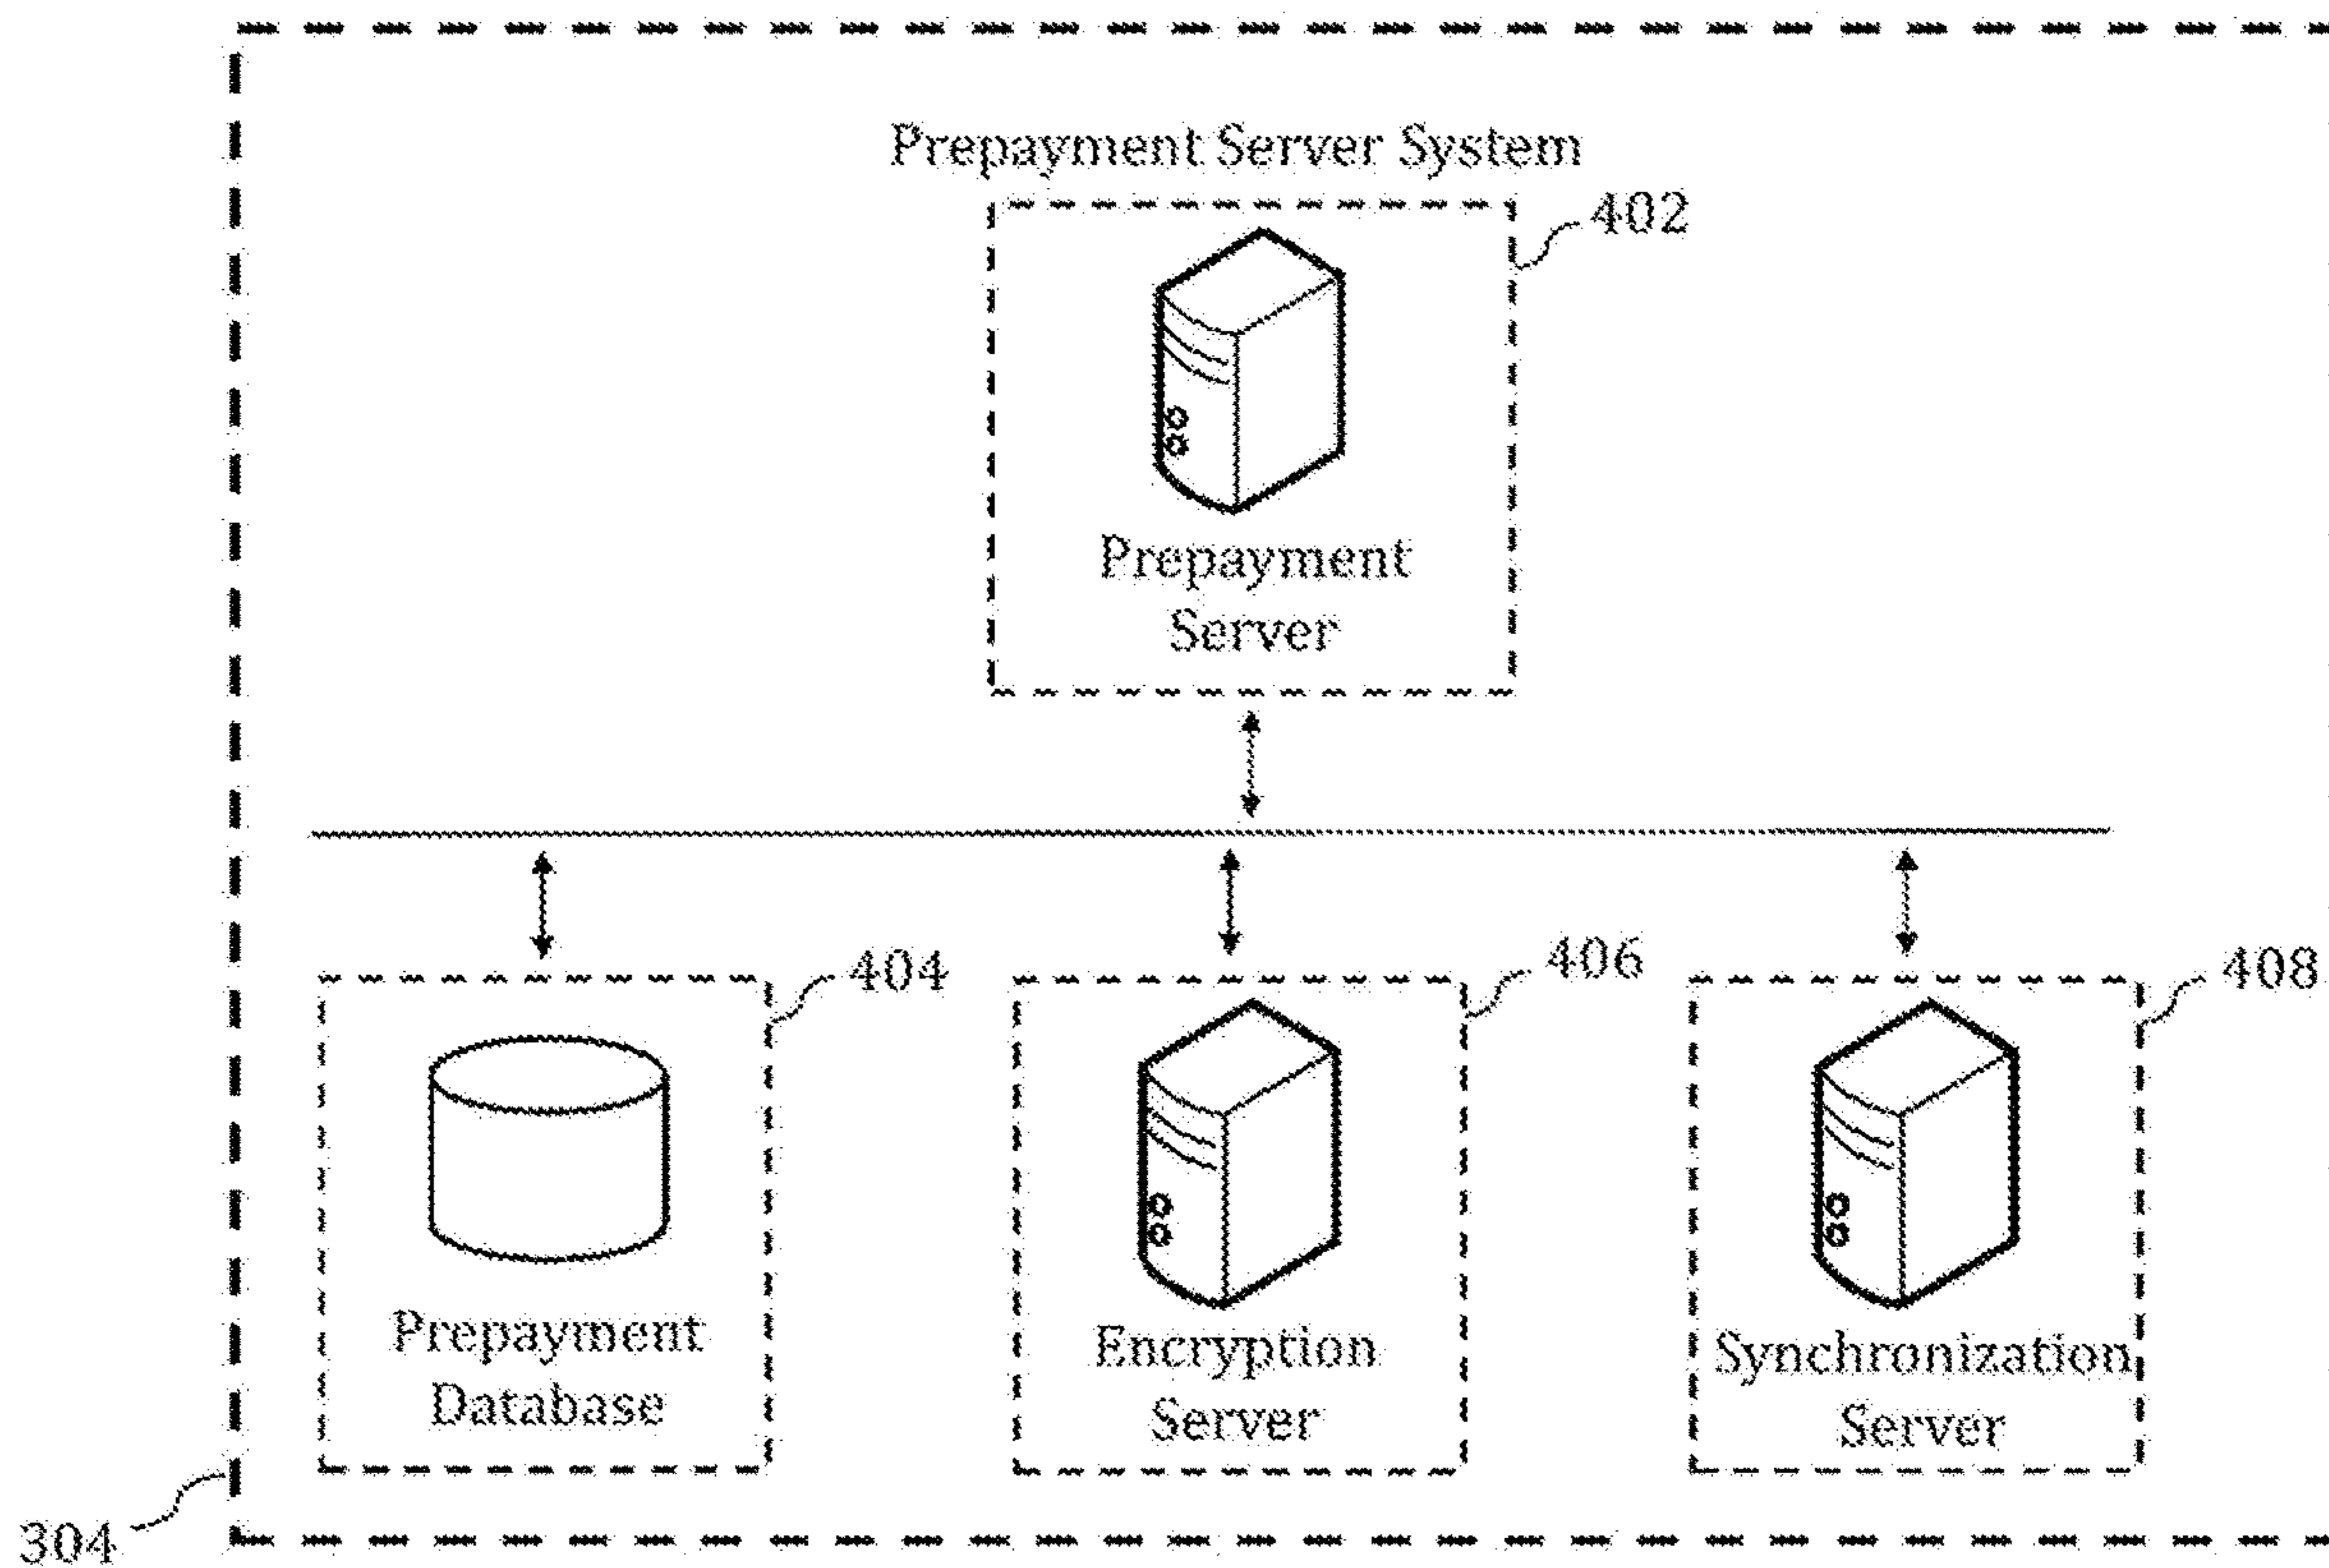 Prepayment Server System
402
Prepayment
Server
404
406
408
Prepayment
Database
Encryption
Server
Synchronization
Server
304